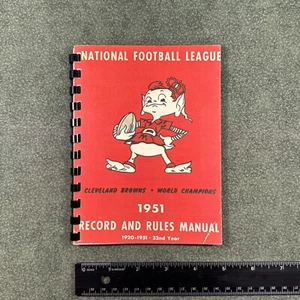 NATIONAL FOOTBALL LEAGUE
CLEVELAND BROWNS • WORLD CHAMPIONS
1951
RECORD AND RULES MANUAL
1920-1951 - 32nd Year